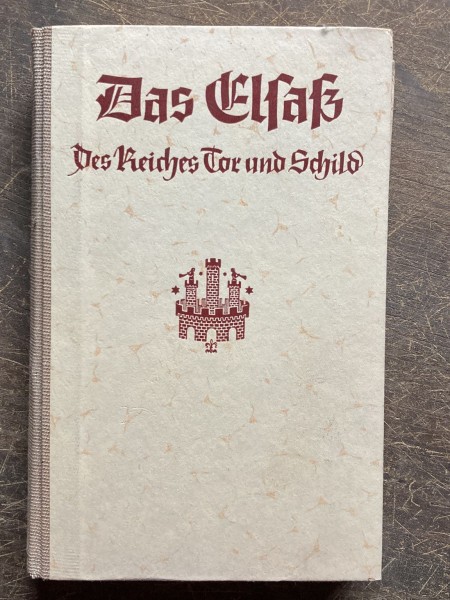 Das Elſaß
Des Reiches Tor und Schild